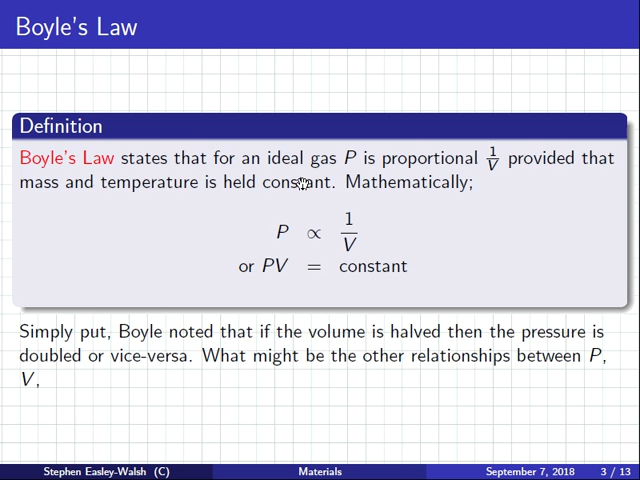 Boyle's Law
Definition
Boyle's Law states that for an ideal gas P is proportional 1/V provided that
mass and temperature is held constant. Mathematically;
P ∝ 1/V
or PV = constant
Simply put, Boyle noted that if the volume is halved then the pressure is
doubled or vice-versa. What might be the other relationships between P,
V,
Stephen Easley-Walsh (C) Materials September 7, 2018 3 / 13